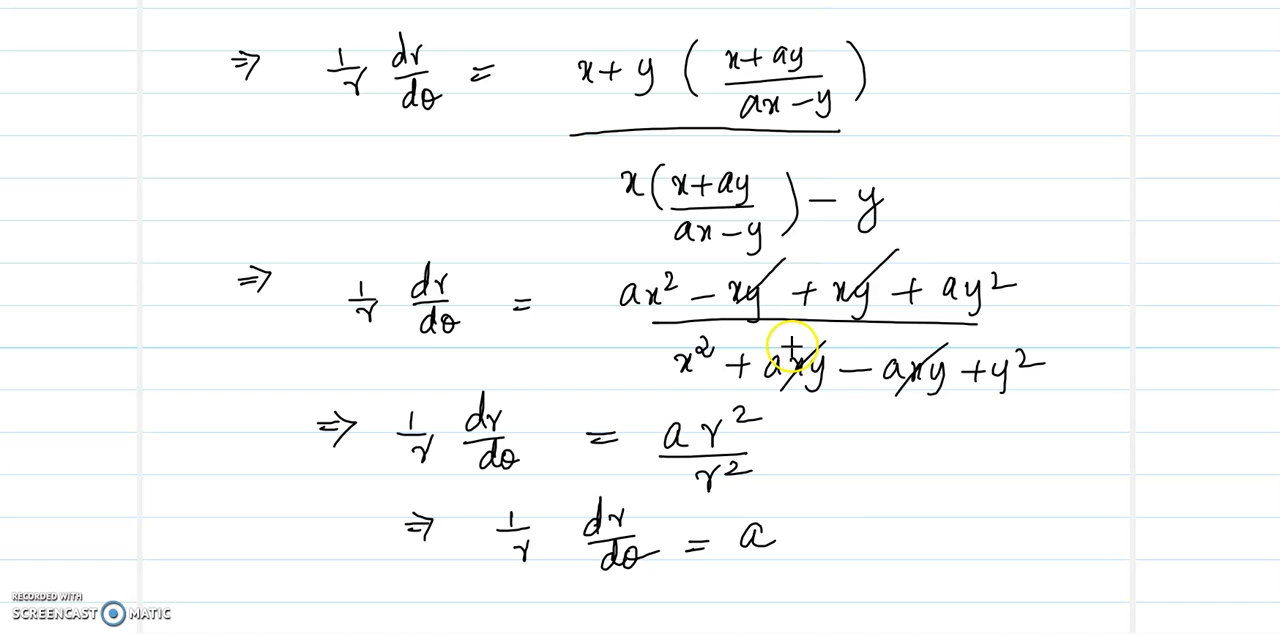 ⇒ 1/r dr/dθ = (x + y ( (x + ay)/(ax − y) )) / (x ( (x + ay)/(ax − y) ) − y)
⇒ 1/r dr/dθ = (ax² − xy + xy + ay²) / (x² + axy − axy + y²)
⇒ 1/r dr/dθ = ar²/r²
⇒ 1/r dr/dθ = a
RECORDED WITH
SCREENCAST MATIC